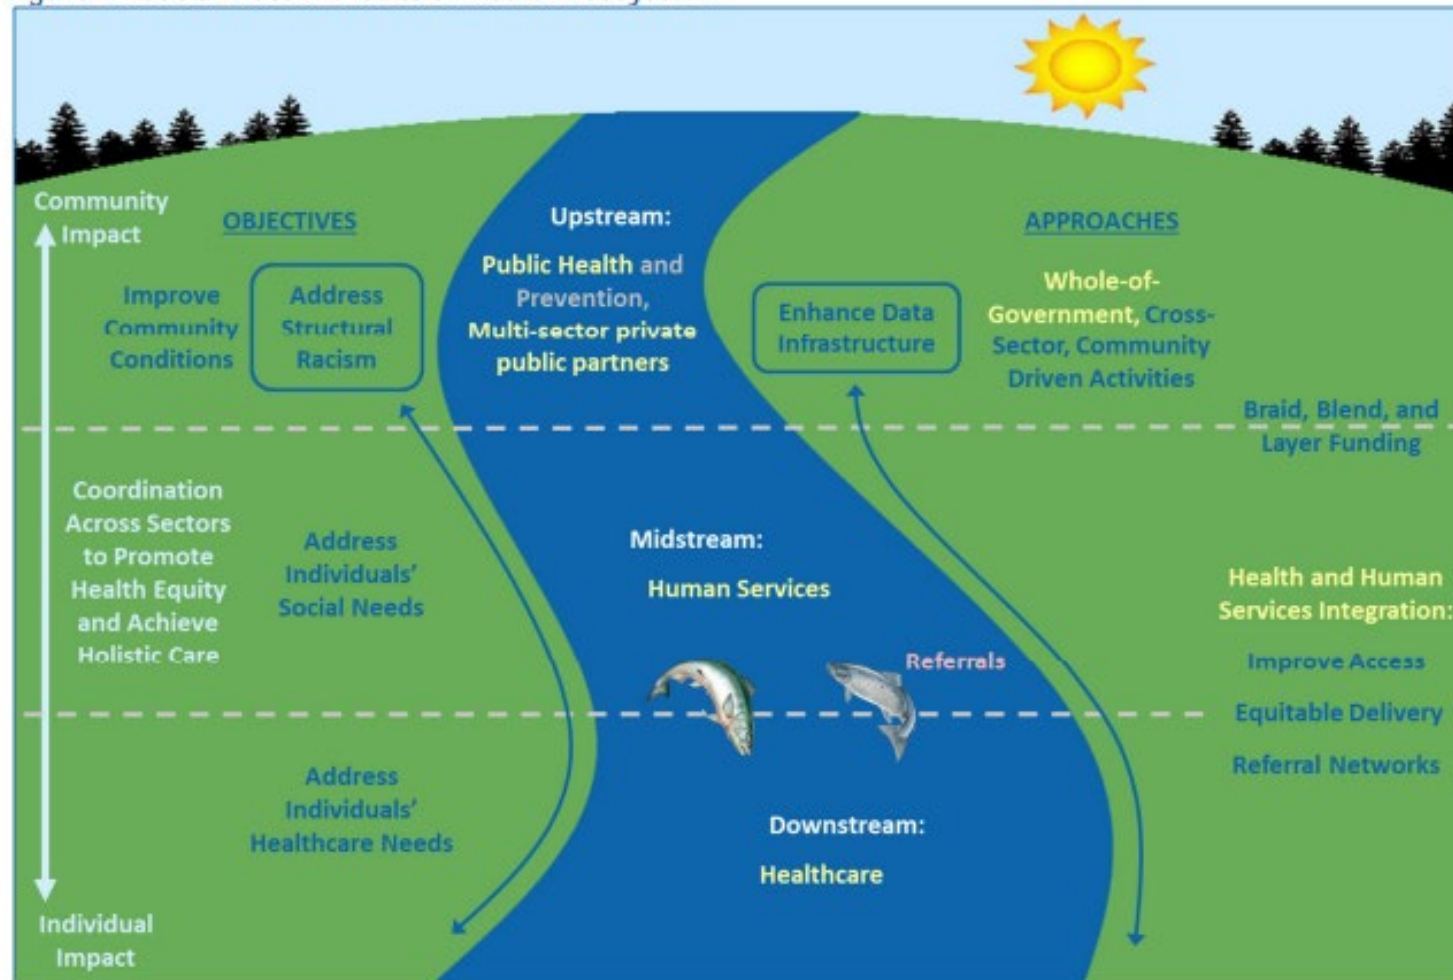 Community
Impact
OBJECTIVES
Improve
Community
Conditions
Address
Structural
Racism
Upstream:
Public Health and
Prevention,
Multi-sector private
public partners
APPROACHES
Enhance Data
Infrastructure
Whole-of-
Government, Cross-
Sector, Community
Driven Activities
Braid, Blend, and
Layer Funding
Coordination
Across Sectors
to Promote
Health Equity
and Achieve
Holistic Care
Address
Individuals’
Social Needs
Midstream:
Human Services
Referrals
Health and Human
Services Integration:
Improve Access
Equitable Delivery
Referral Networks
Address
Individuals’
Healthcare Needs
Downstream:
Healthcare
Individual
Impact